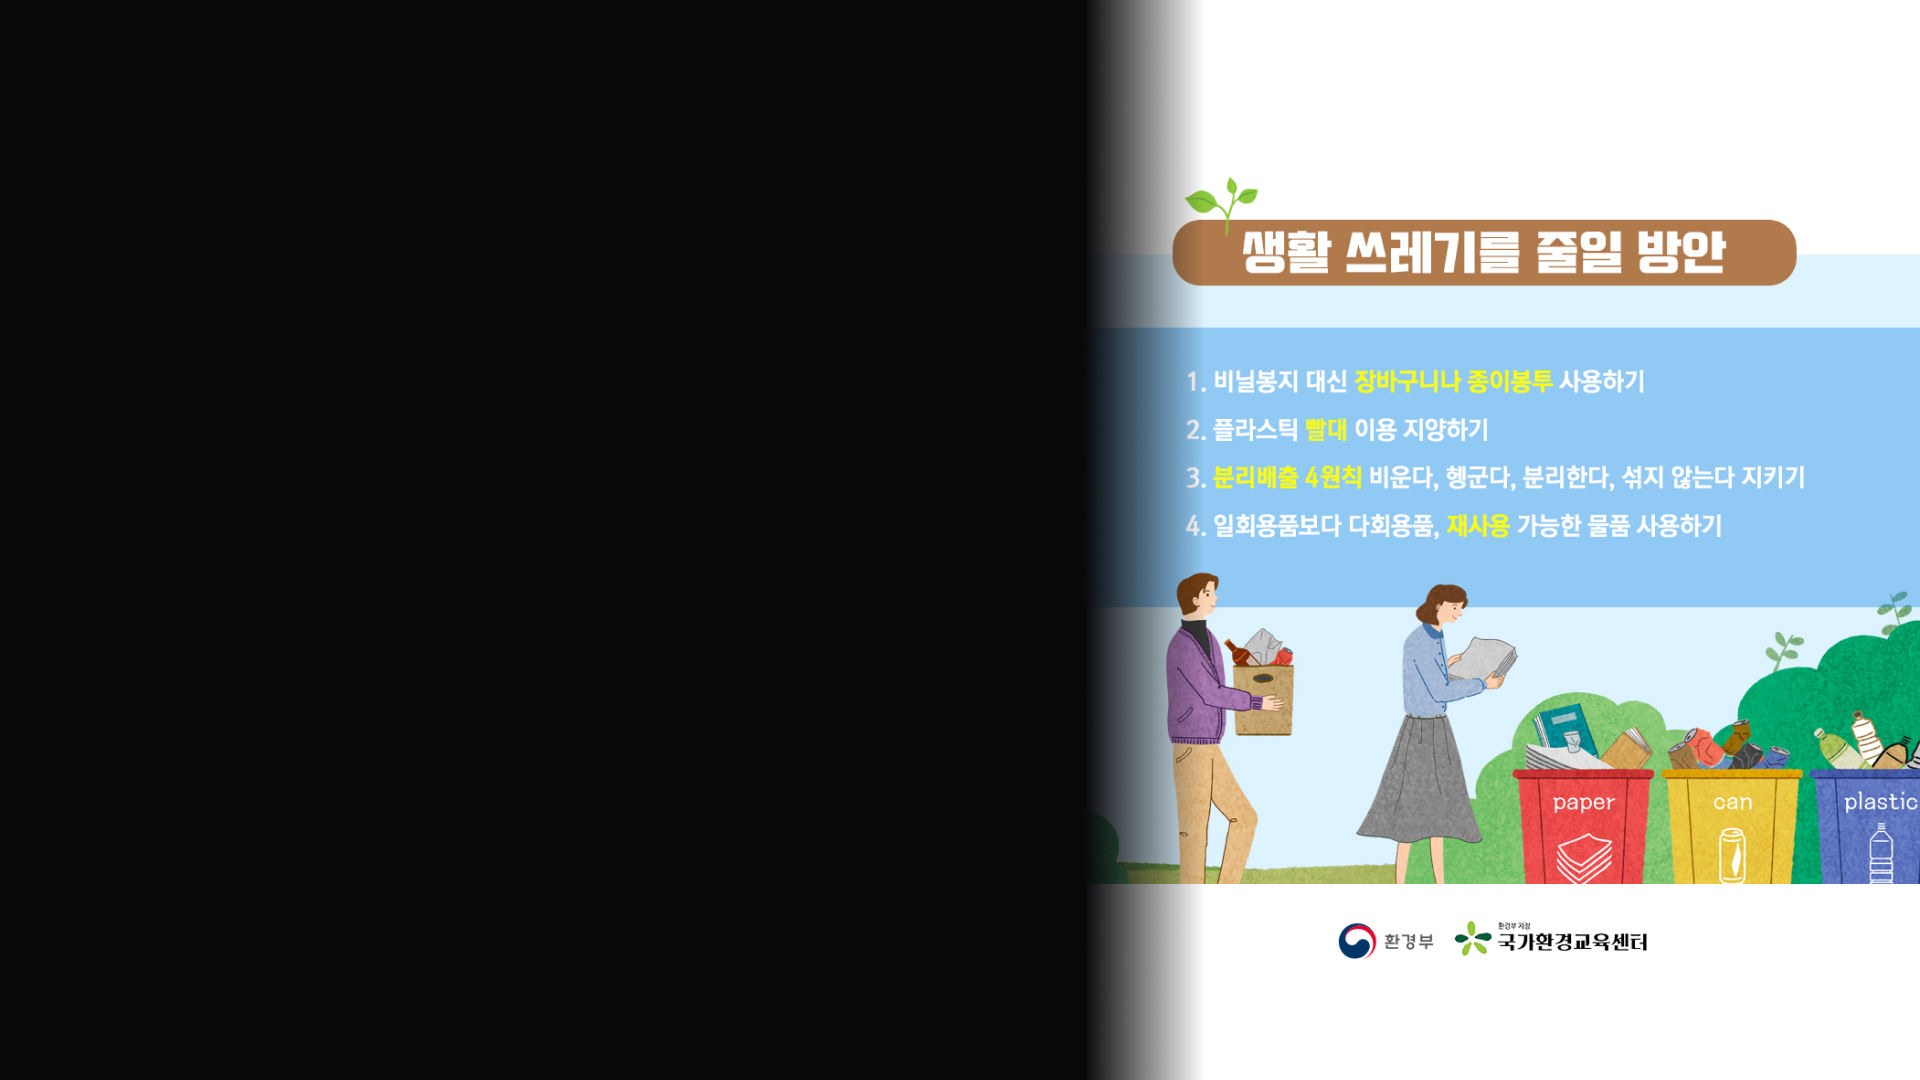 생활 쓰레기를 줄일 방안
1. 비닐봉지 대신 장바구니나 종이봉투 사용하기
2. 플라스틱 빨대 이용 지양하기
3. 분리배출 4원칙 비운다, 헹군다, 분리한다, 섞지 않는다 지키기
4. 일회용품보다 다회용품, 재사용 가능한 물품 사용하기
paper
can
plastic
환경부
환경부 지정
국가환경교육센터